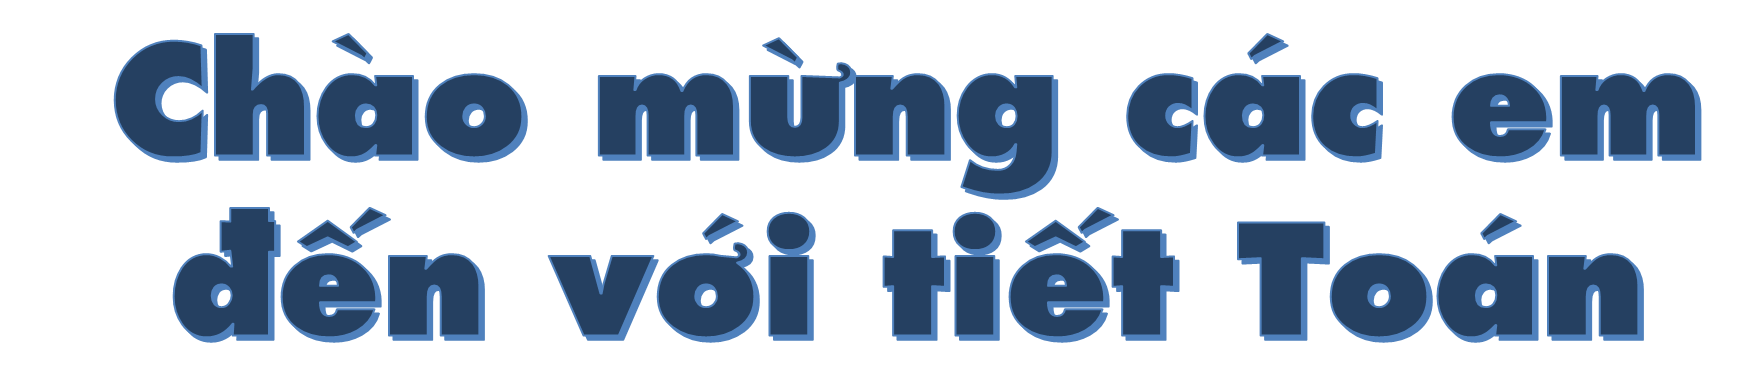 Chào mừng các em
đến với tiết Toán